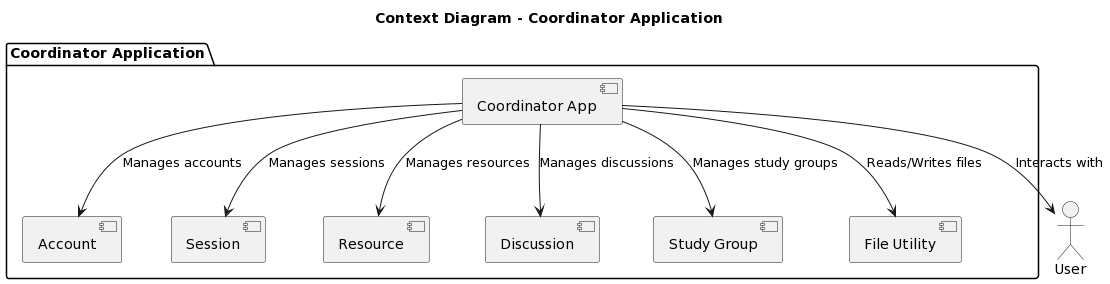 Context Diagram - Coordinator Application
Coordinator Application
Coordinator App
Manages accounts
Manages sessions
Manages resources
Manages discussions
Manages study groups
Reads/Writes files
Interacts with
Account
Session
Resource
Discussion
Study Group
File Utility
User